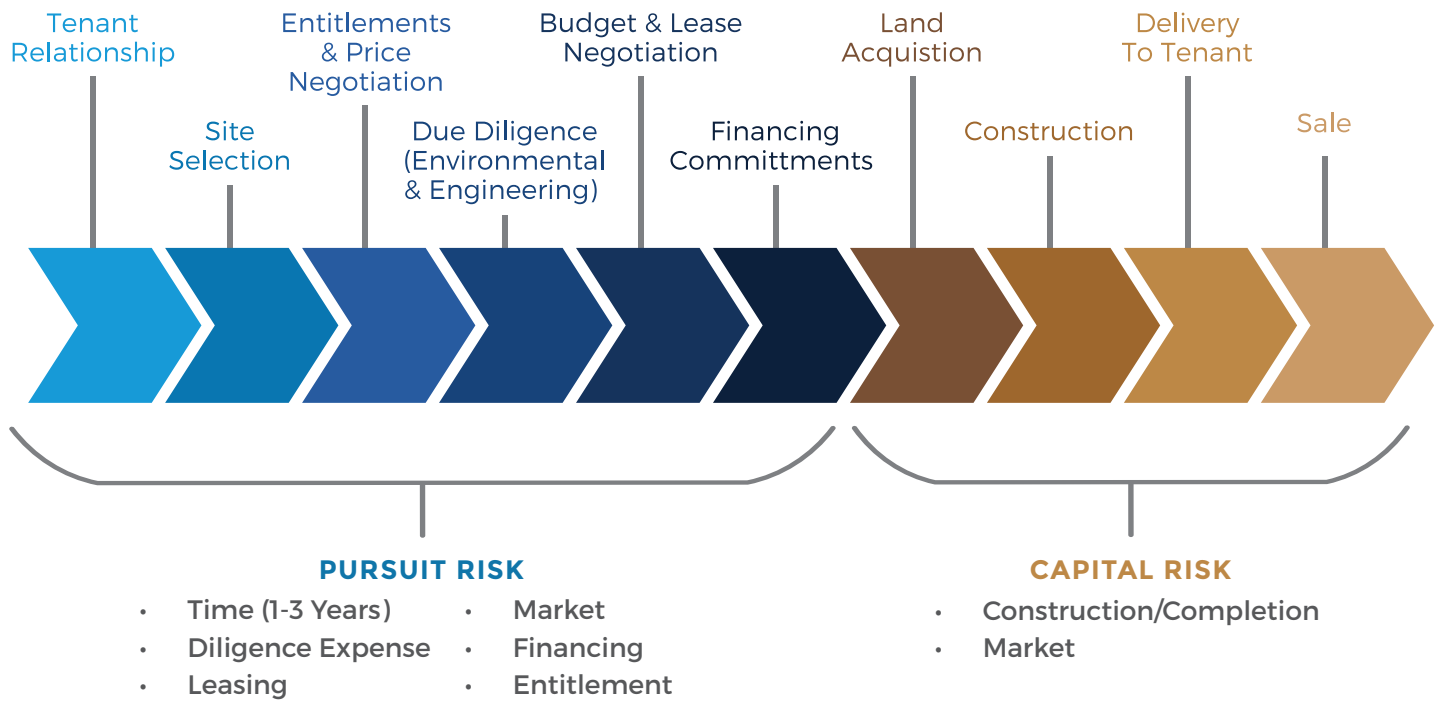 Tenant
Relationship
Site
Selection
Entitlements
& Price
Negotiation
Due Diligence
(Environmental
& Engineering)
Budget & Lease
Negotiation
Financing
Committments
Land
Acquistion
Construction
Delivery
To Tenant
Sale
PURSUIT RISK
• Time (1-3 Years)
• Diligence Expense
• Leasing
• Market
• Financing
• Entitlement
CAPITAL RISK
• Construction/Completion
• Market